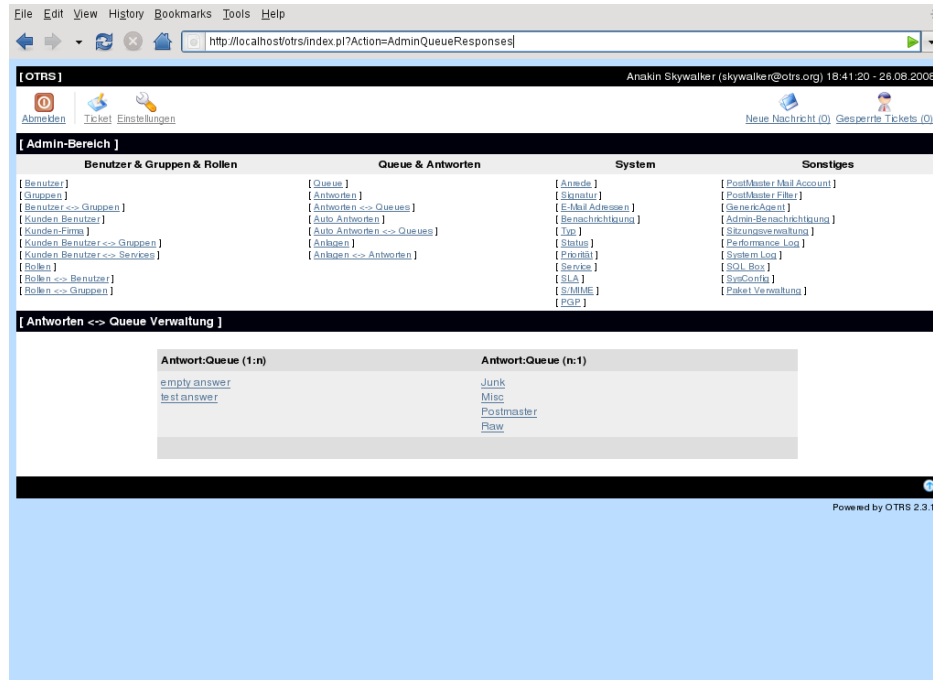 File Edit View History Bookmarks Tools Help
http://localhost/otrs/index.pl?Action=AdminQueueResponses
[ OTRS ] Anakin Skywalker (skywalker@otrs.org) 18:41:20 - 26.08.2008
Abmelden Ticket Einstellungen Neue Nachricht (0) Gesperrte Tickets (0)
[ Admin-Bereich ]
Benutzer & Gruppen & Rollen Queue & Antworten System Sonstiges
[ Benutzer ] [ Queue ] [ Anrede ] [ PostMaster Mail Account ]
[ Gruppen ] [ Antworten ] [ Signatur ] [ PostMaster Filter ]
[ Benutzer <-> Gruppen ] [ Antworten <-> Queues ] [ E-Mail Adressen ] [ GenericAgent ]
[ Kunden Benutzer ] [ Auto Antworten ] [ Benachrichtigung ] [ Admin-Benachrichtigung ]
[ Kunden-Firma ] [ Auto Antworten <-> Queues ] [ Typ ] [ Sitzungsverwaltung ]
[ Kunden Benutzer <-> Gruppen ] [ Anlagen ] [ Status ] [ Performance Log ]
[ Kunden Benutzer <-> Services ] [ Anlagen <-> Antworten ] [ Priorität ] [ System Log ]
[ Rollen ] [ Service ] [ SQL Box ]
[ Rollen <-> Benutzer ] [ SLA ] [ SysConfig ]
[ Rollen <-> Gruppen ] [ S/MIME ] [ Paket Verwaltung ]
[ PGP ]
[ Antworten <-> Queue Verwaltung ]
Antwort:Queue (1:n) Antwort:Queue (n:1)
empty answer Junk
test answer Misc
Postmaster
Raw
Powered by OTRS 2.3.1